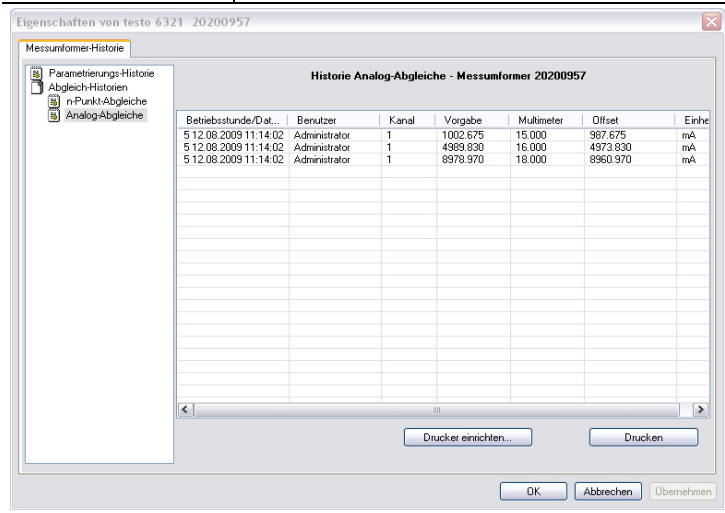 Eigenschaften von testo 6321 20200957
Messumformer-Historie
Parametrierungs-Historie
Abgleich-Historien
n-Punkt-Abgleiche
Analog-Abgleiche
Historie Analog-Abgleiche - Messumformer 20200957
Betriebsstunde/Dat... Benutzer Kanal Vorgabe Multimeter Offset Einhe
5 12.08.2009 11:14:02 Administrator 1 1002.675 15.000 987.675 mA
5 12.08.2009 11:14:02 Administrator 1 4989.830 16.000 4973.830 mA
5 12.08.2009 11:14:02 Administrator 1 8978.970 18.000 8960.970 mA
Drucker einrichten... Drucken
OK Abbrechen Übernehmen